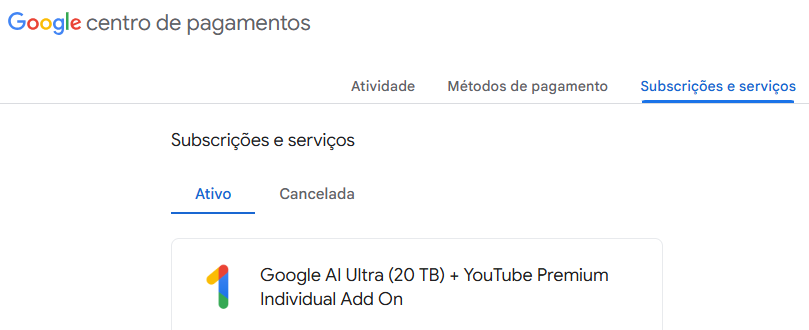 Google centro de pagamentos
Atividade Métodos de pagamento Subscrições e serviços
Subscrições e serviços
Ativo Cancelada
Google AI Ultra (20 TB) + YouTube Premium
Individual Add On